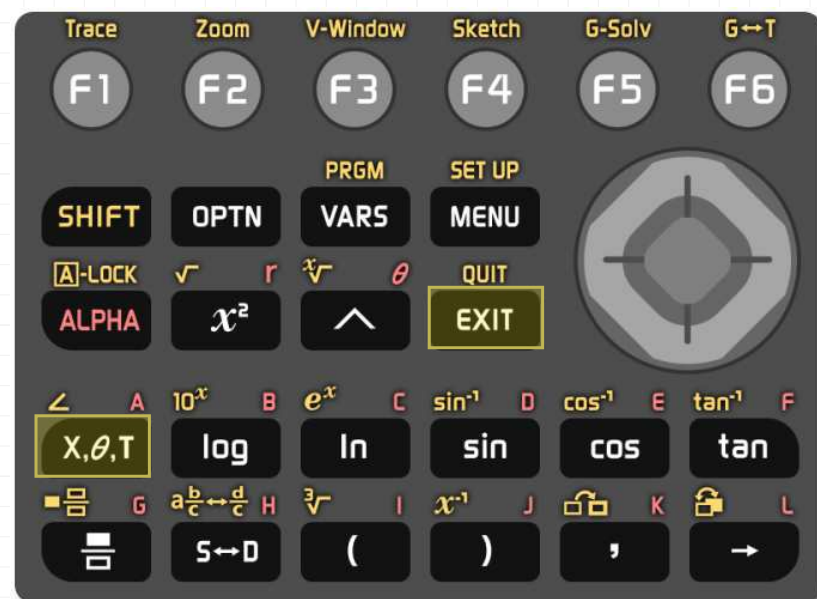 Trace Zoom V-Window Sketch G-Solv G↔T
F1 F2 F3 F4 F5 F6
PRGM SET UP
SHIFT OPTN VARS MENU
A-LOCK √ r ˣ√ θ QUIT
ALPHA x² ^ EXIT
∠ A 10ˣ B eˣ C sin⁻¹ D cos⁻¹ E tan⁻¹ F
X,θ,T log ln sin cos tan
G a b/c↔d/c H ³√ I x⁻¹ J K L
S↔D ( ) , →